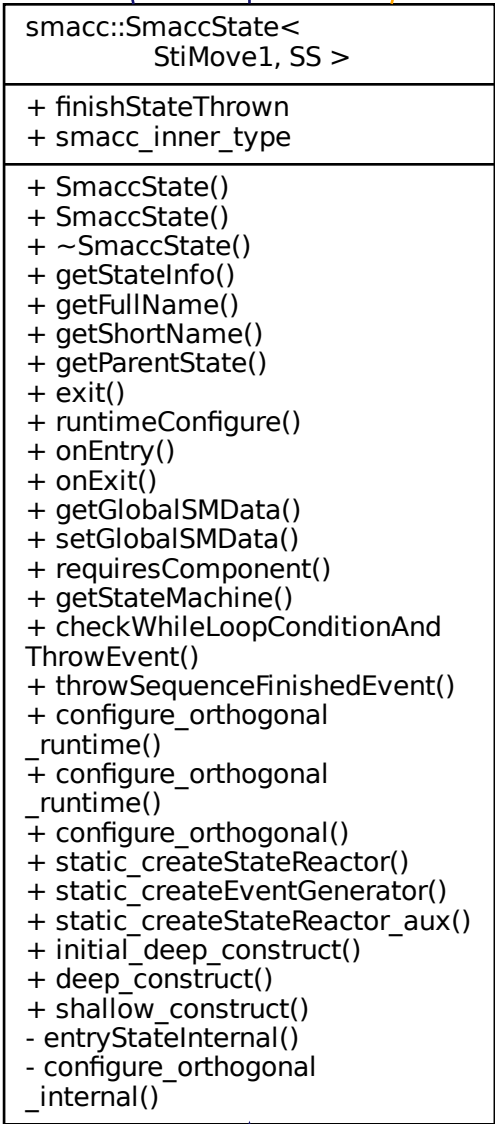 smacc::SmaccState<
StiMove1, SS >
+ finishStateThrown
+ smacc_inner_type
+ SmaccState()
+ SmaccState()
+ ~SmaccState()
+ getStateInfo()
+ getFullName()
+ getShortName()
+ getParentState()
+ exit()
+ runtimeConfigure()
+ onEntry()
+ onExit()
+ getGlobalSMData()
+ setGlobalSMData()
+ requiresComponent()
+ getStateMachine()
+ checkWhileLoopConditionAnd
ThrowEvent()
+ throwSequenceFinishedEvent()
+ configure_orthogonal
_runtime()
+ configure_orthogonal
_runtime()
+ configure_orthogonal()
+ static_createStateReactor()
+ static_createEventGenerator()
+ static_createStateReactor_aux()
+ initial_deep_construct()
+ deep_construct()
+ shallow_construct()
- entryStateInternal()
- configure_orthogonal
_internal()